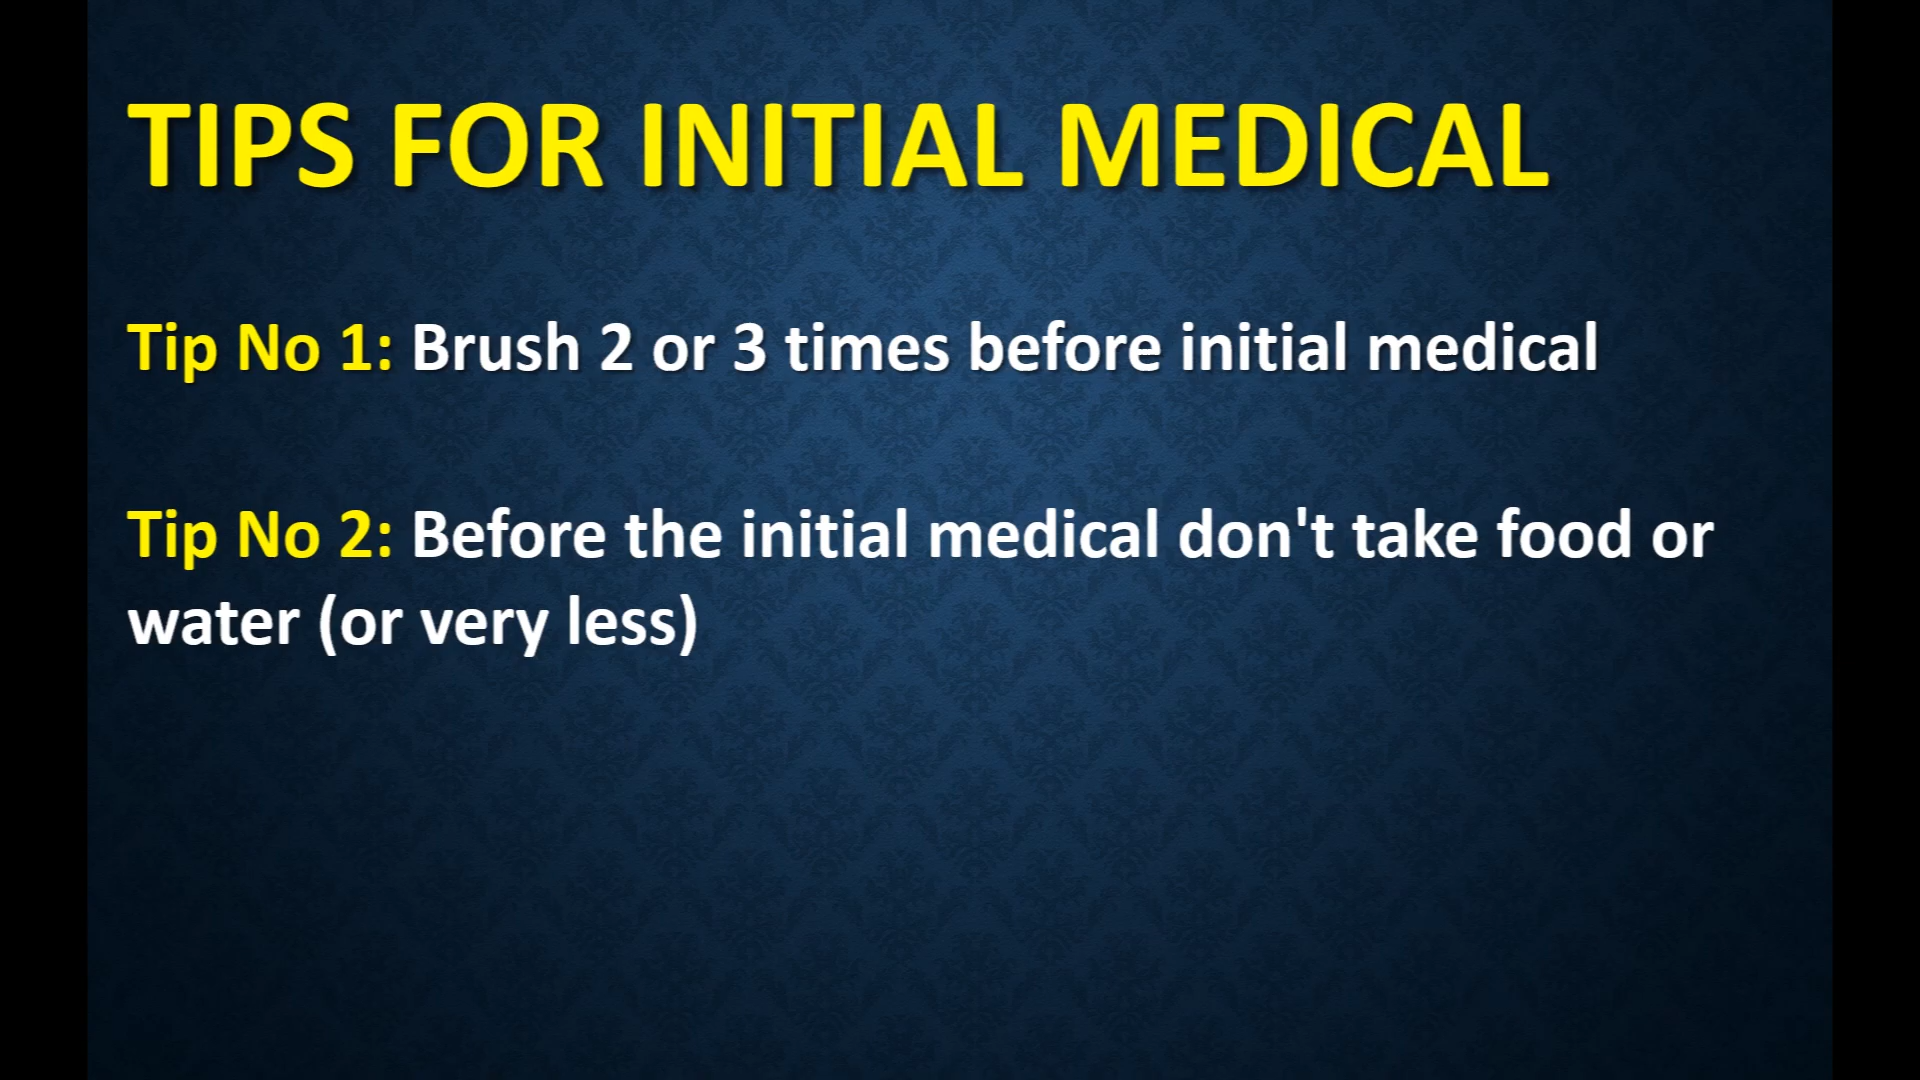 TIPS FOR INITIAL MEDICAL
Tip No 1: Brush 2 or 3 times before initial medical
Tip No 2: Before the initial medical don't take food or
water (or very less)